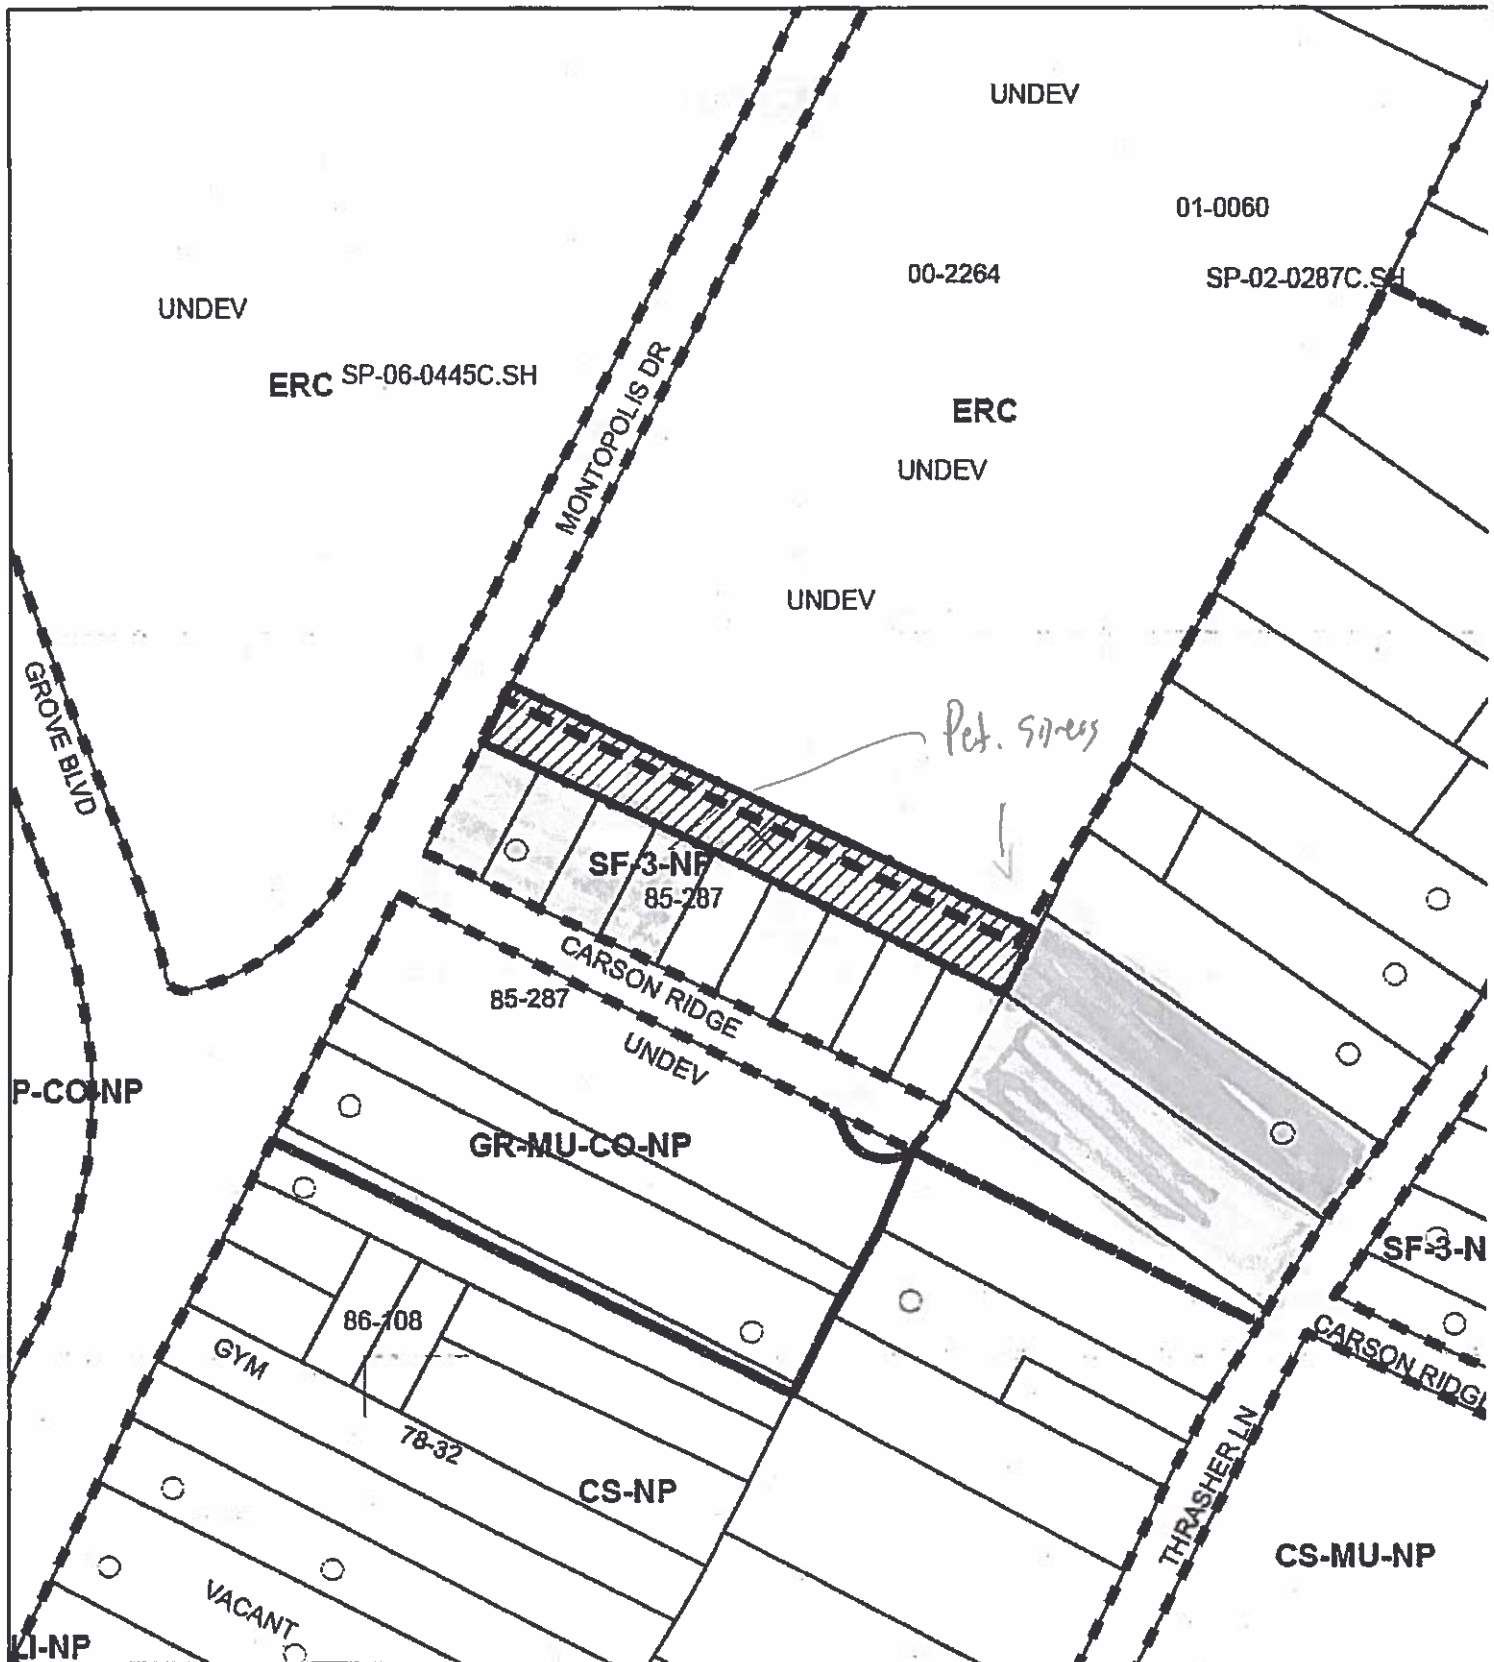 UNDEV
01-0060
00-2264
SP-02-0287C.SH
UNDEV
ERC SP-06-0445C.SH
MONTOPOLIS DR
ERC
UNDEV
UNDEV
GROVE BLVD
Pet.
SF-3-NP
85-287
CARSON RIDGE
85-287
UNDEV
P-CO-NP
GR-MU-CO-NP
SF-3-N
86-108
GYM
CARSON RIDGE
78-32
CS-NP
THRASHER LN
CS-MU-NP
VACANT
LI-NP